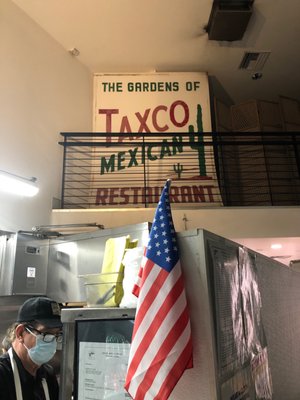 THE GARDENS OF
TAXCO
MEXICAN
RESTAURANT